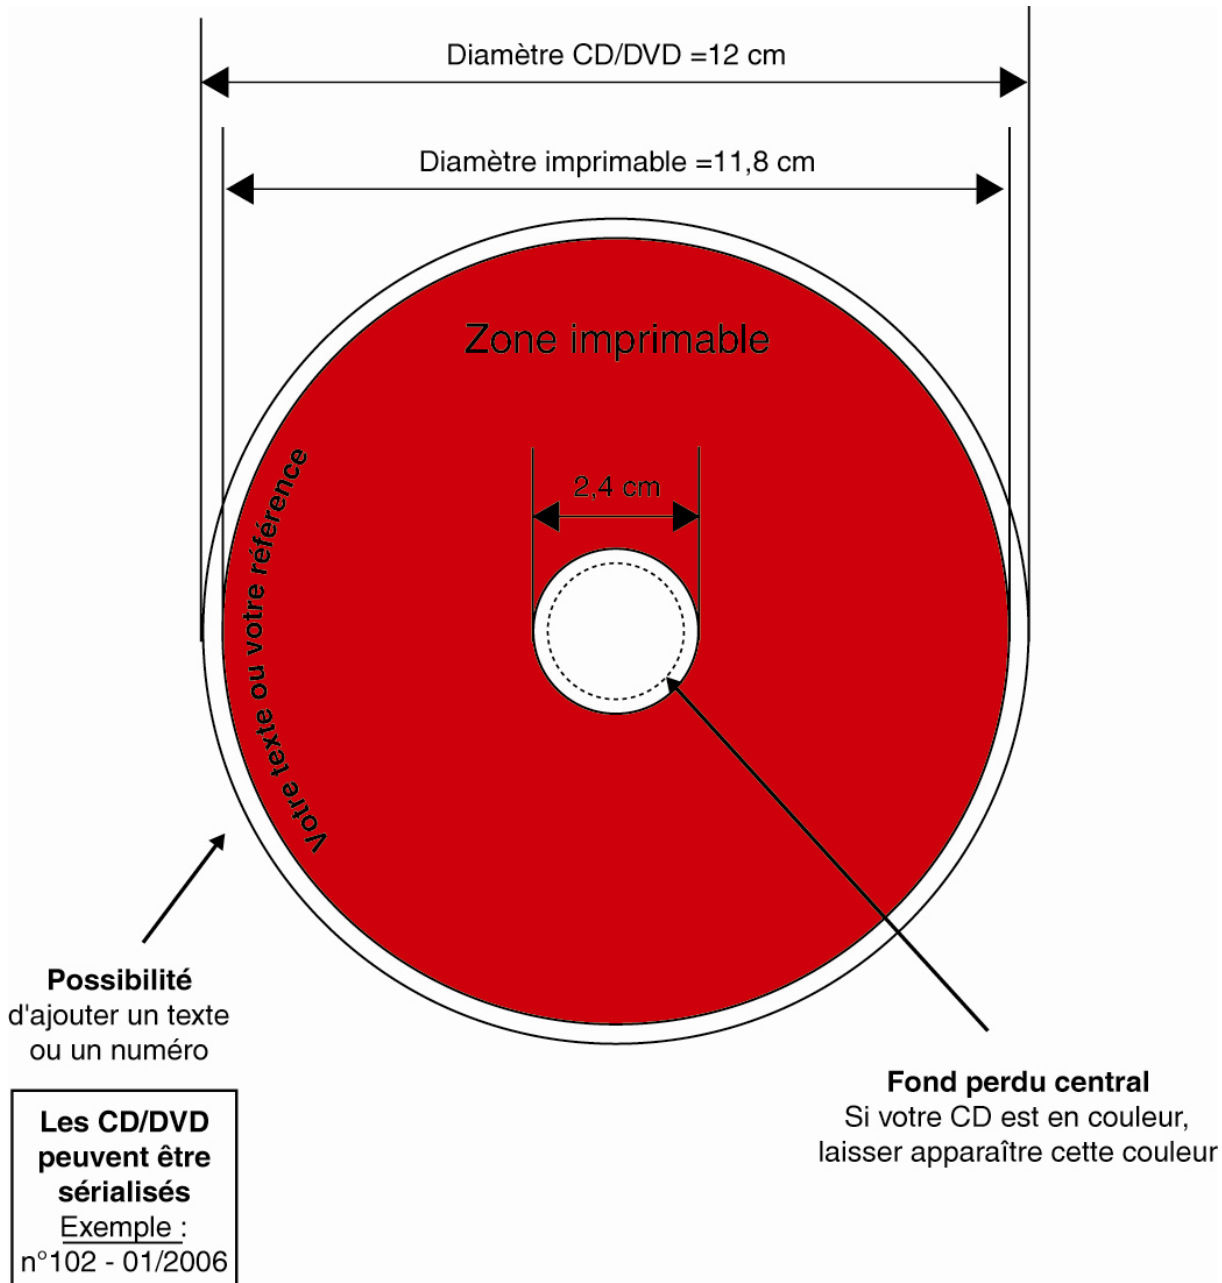 Diamètre CD/DVD =12 cm
Diamètre imprimable =11,8 cm
Zone imprimable
2,4 cm
Votre texte ou votre référence
Possibilité
d'ajouter un texte
ou un numéro
Fond perdu central
Si votre CD est en couleur,
laisser apparaître cette couleur
Les CD/DVD
peuvent être
sérialisés
Exemple :
n°102 - 01/2006